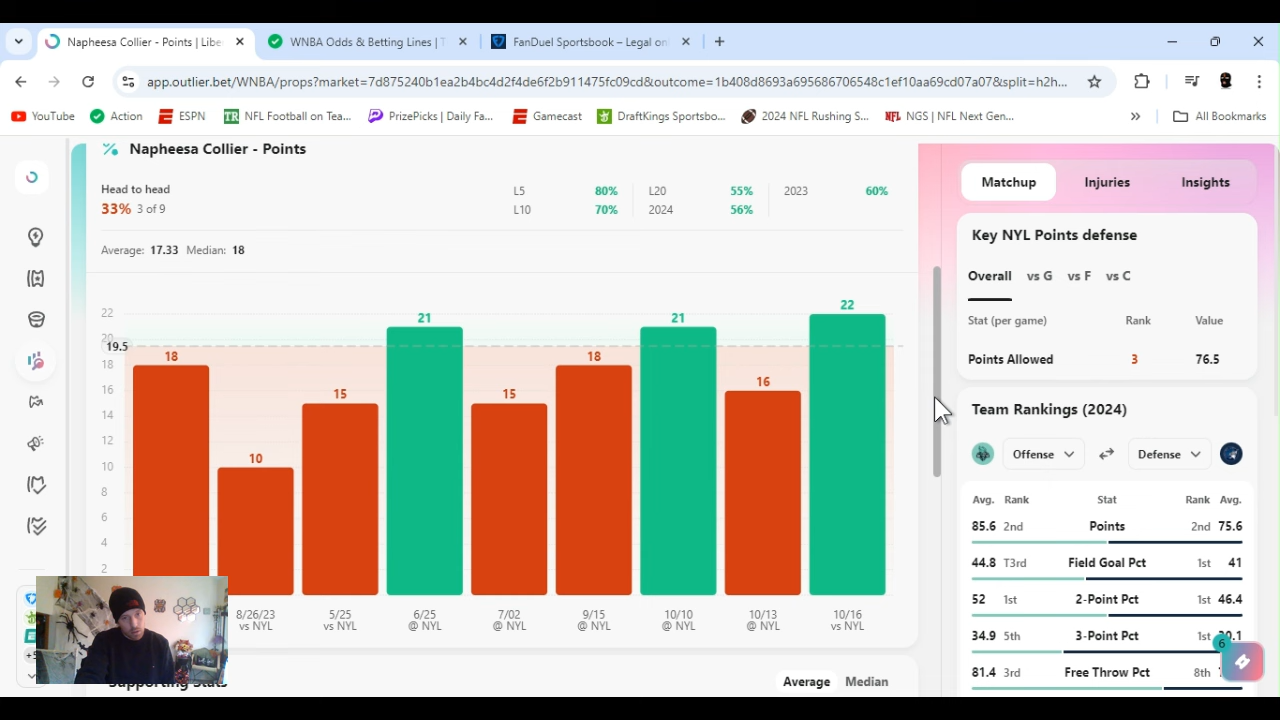 Napheesa Collier - Points | Libe
WNBA Odds & Betting Lines | T
FanDuel Sportsbook – Legal on
app.outlier.bet/WNBA/props?market=7d875240b1ea2b4bc4d2f4de6f2b911475fc09cd&outcome=1b408d8693a695686706548c1ef10aa69cd07a07&split=h2h...
YouTube
Action
ESPN
NFL Football on Tea...
PrizePicks | Daily Fa...
Gamecast
DraftKings Sportsbo...
2024 NFL Rushing S...
NGS | NFL Next Gen...
All Bookmarks
Napheesa Collier - Points
Head to head
33% 3 of 9
L5 80% L20 55% 2023 60%
L10 70% 2024 56%
Average: 17.33 Median: 18
22
20
19.5
18
16
14
12
10
8
6
4
2
18
10
15
21
15
18
21
16
22
8/26/23
vs NYL
5/25
vs NYL
6/25
@ NYL
7/02
@ NYL
9/15
@ NYL
10/10
@ NYL
10/13
@ NYL
10/16
vs NYL
Supporting Stats
Average Median
Matchup Injuries Insights
Key NYL Points defense
Overall vs G vs F vs C
Stat (per game) Rank Value
Points Allowed 3 76.5
Team Rankings (2024)
Offense Defense
Avg. Rank Stat Rank Avg.
85.6 2nd Points 2nd 75.6
44.8 T3rd Field Goal Pct 1st 41
52 1st 2-Point Pct 1st 46.4
34.9 5th 3-Point Pct 1st
6
81.4 3rd Free Throw Pct 8th